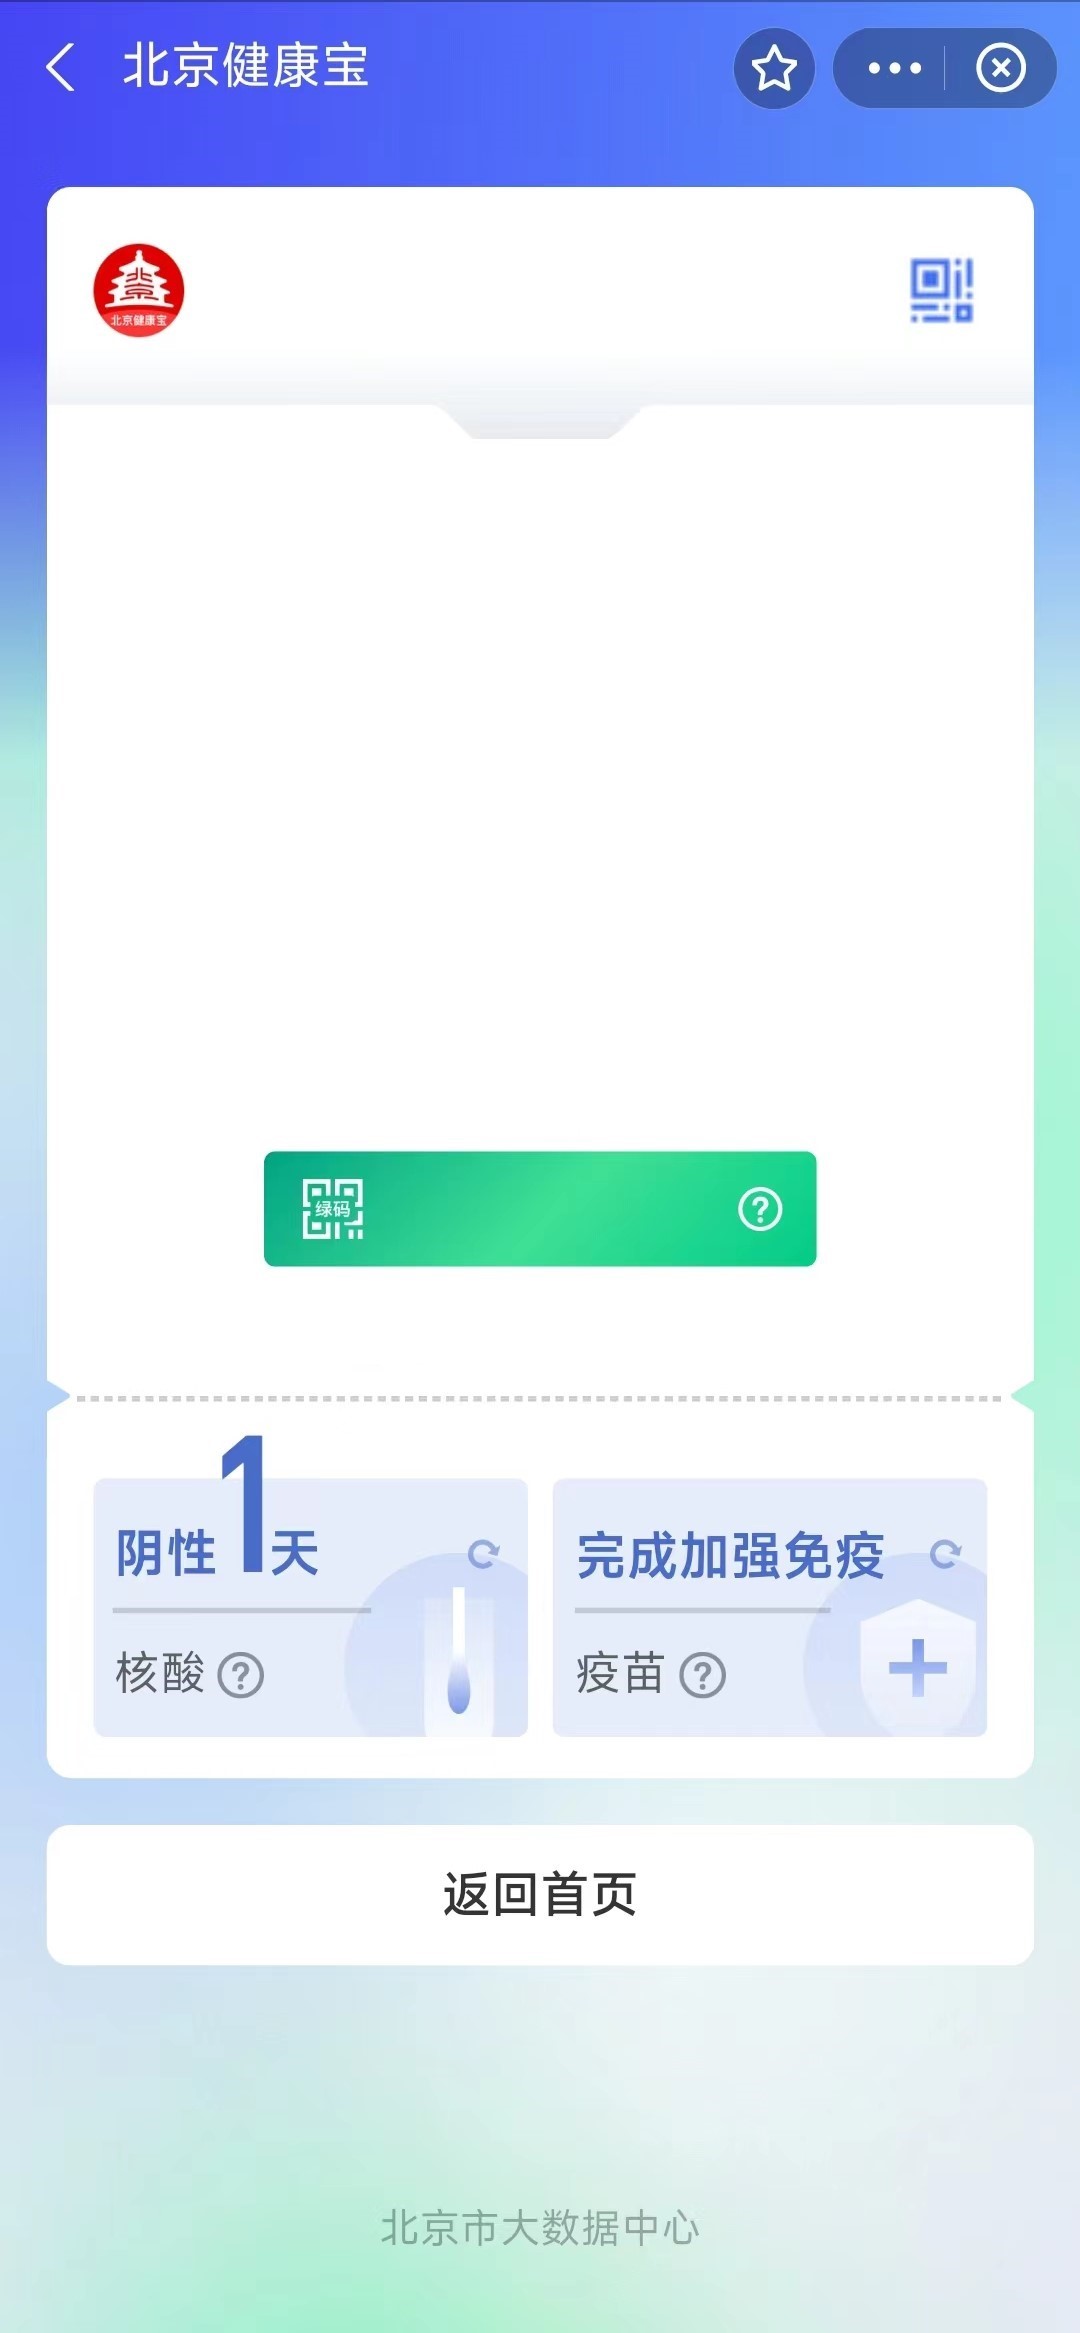 北京健康宝
北京健康宝
绿码
阴性1天
完成加强免疫
核酸
疫苗
返回首页
北京市大数据中心